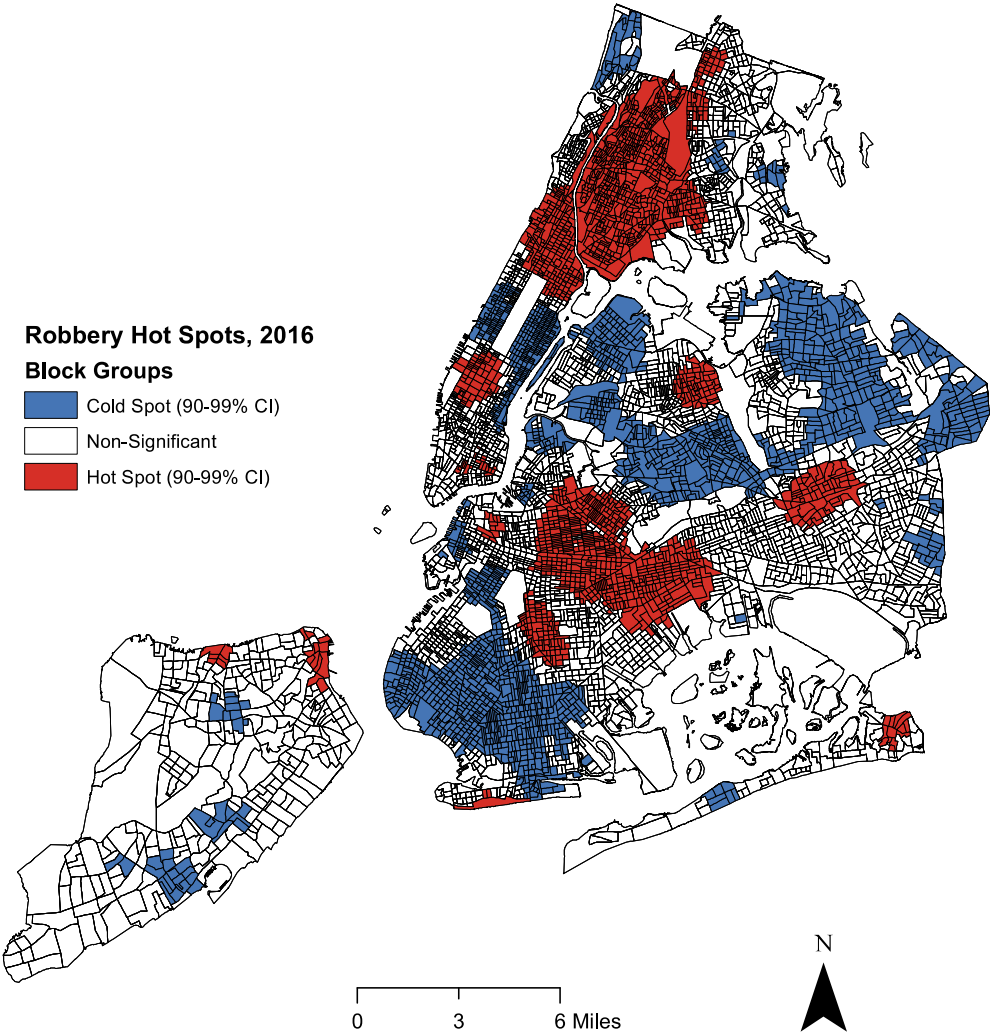 Robbery Hot Spots, 2016
Block Groups
Cold Spot (90-99% CI)
Non-Significant
Hot Spot (90-99% CI)
N
0 3 6 Miles